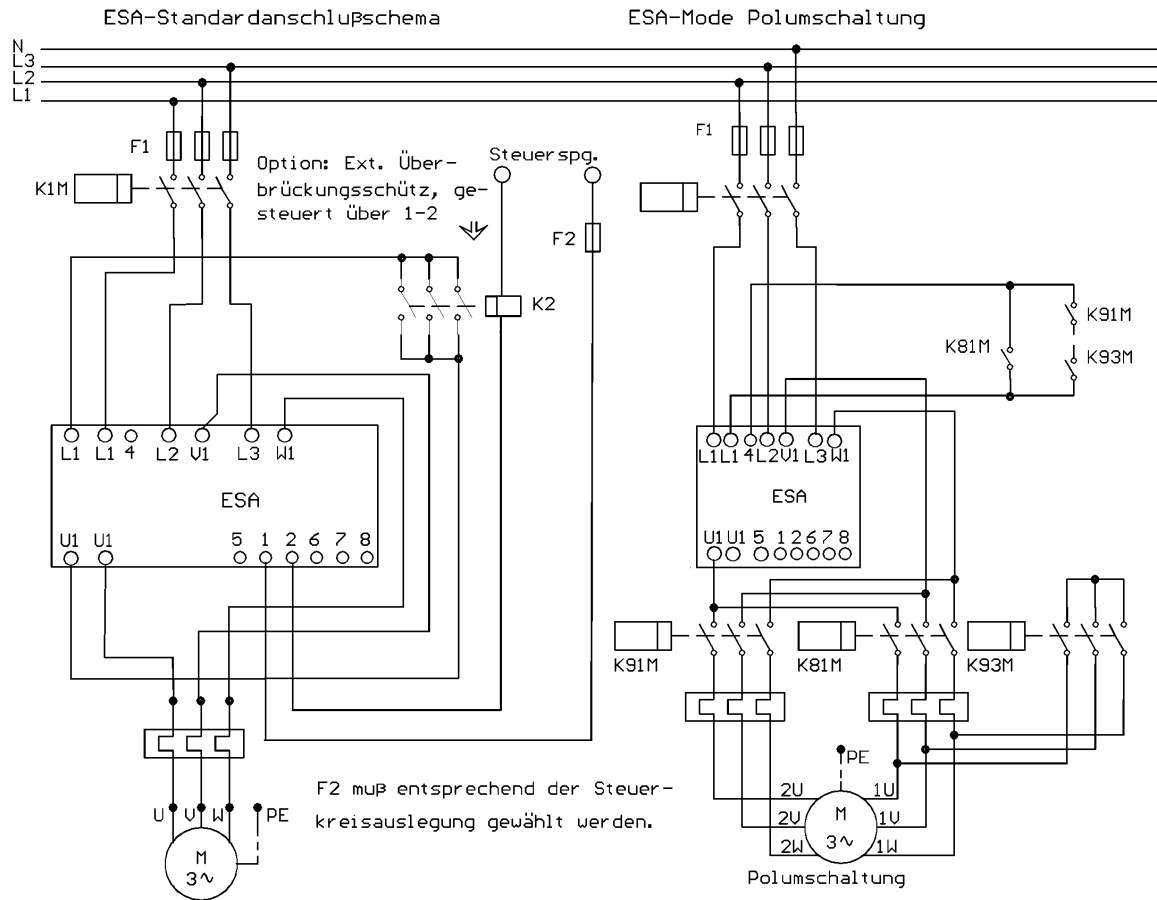 ESA-Standardanschlußschema
ESA-Mode Polumschaltung
N
L3
L2
L1
F1
K1M
Option: Ext. Über-
brückungsschütz, ge-
steuert über 1-2
Steuerspg.
F2
K2
L1 L1 4 L2 V1 L3 W1
ESA
U1 U1 5 1 2 6 7 8
U V W PE
M
3~
F2 muß entsprechend der Steuer-
kreisauslegung gewählt werden.
F1
K81M
K91M
K93M
L1 L1 4 L2 V1 L3 W1
ESA
U1 U1 5 1 2 6 7 8
K91M
K81M
K93M
PE
2U 1U
2V 1V
2W 1W
M
3~
Polumschaltung